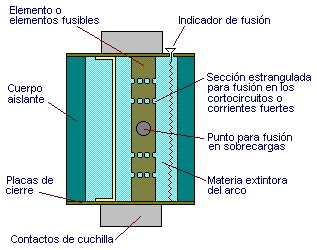 Elemento o
elementos fusibles
Indicador de fusión
Cuerpo
aislante
Sección estrangulada
para fusión en los
cortocircuitos o
corrientes fuertes
Punto para fusión
en sobrecargas
Placas de
cierre
Materia extintora
del arco
Contactos de cuchilla